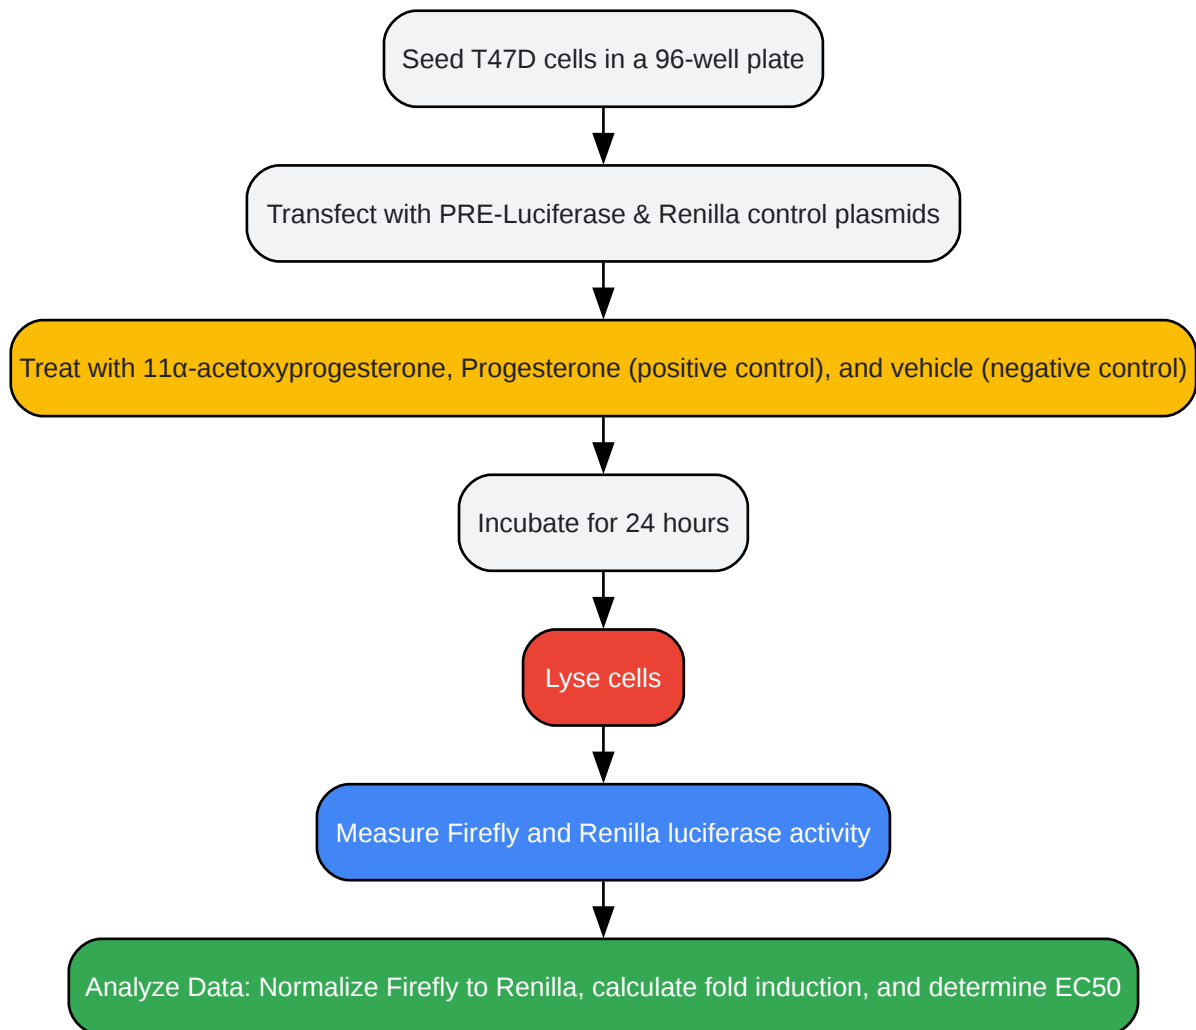 Seed T47D cells in a 96-well plate
Transfect with PRE-Luciferase & Renilla control plasmids
Treat with 11α-acetoxyprogesterone, Progesterone (positive control), and vehicle (negative control)
Incubate for 24 hours
Lyse cells
Measure Firefly and Renilla luciferase activity
Analyze Data: Normalize Firefly to Renilla, calculate fold induction, and determine EC50